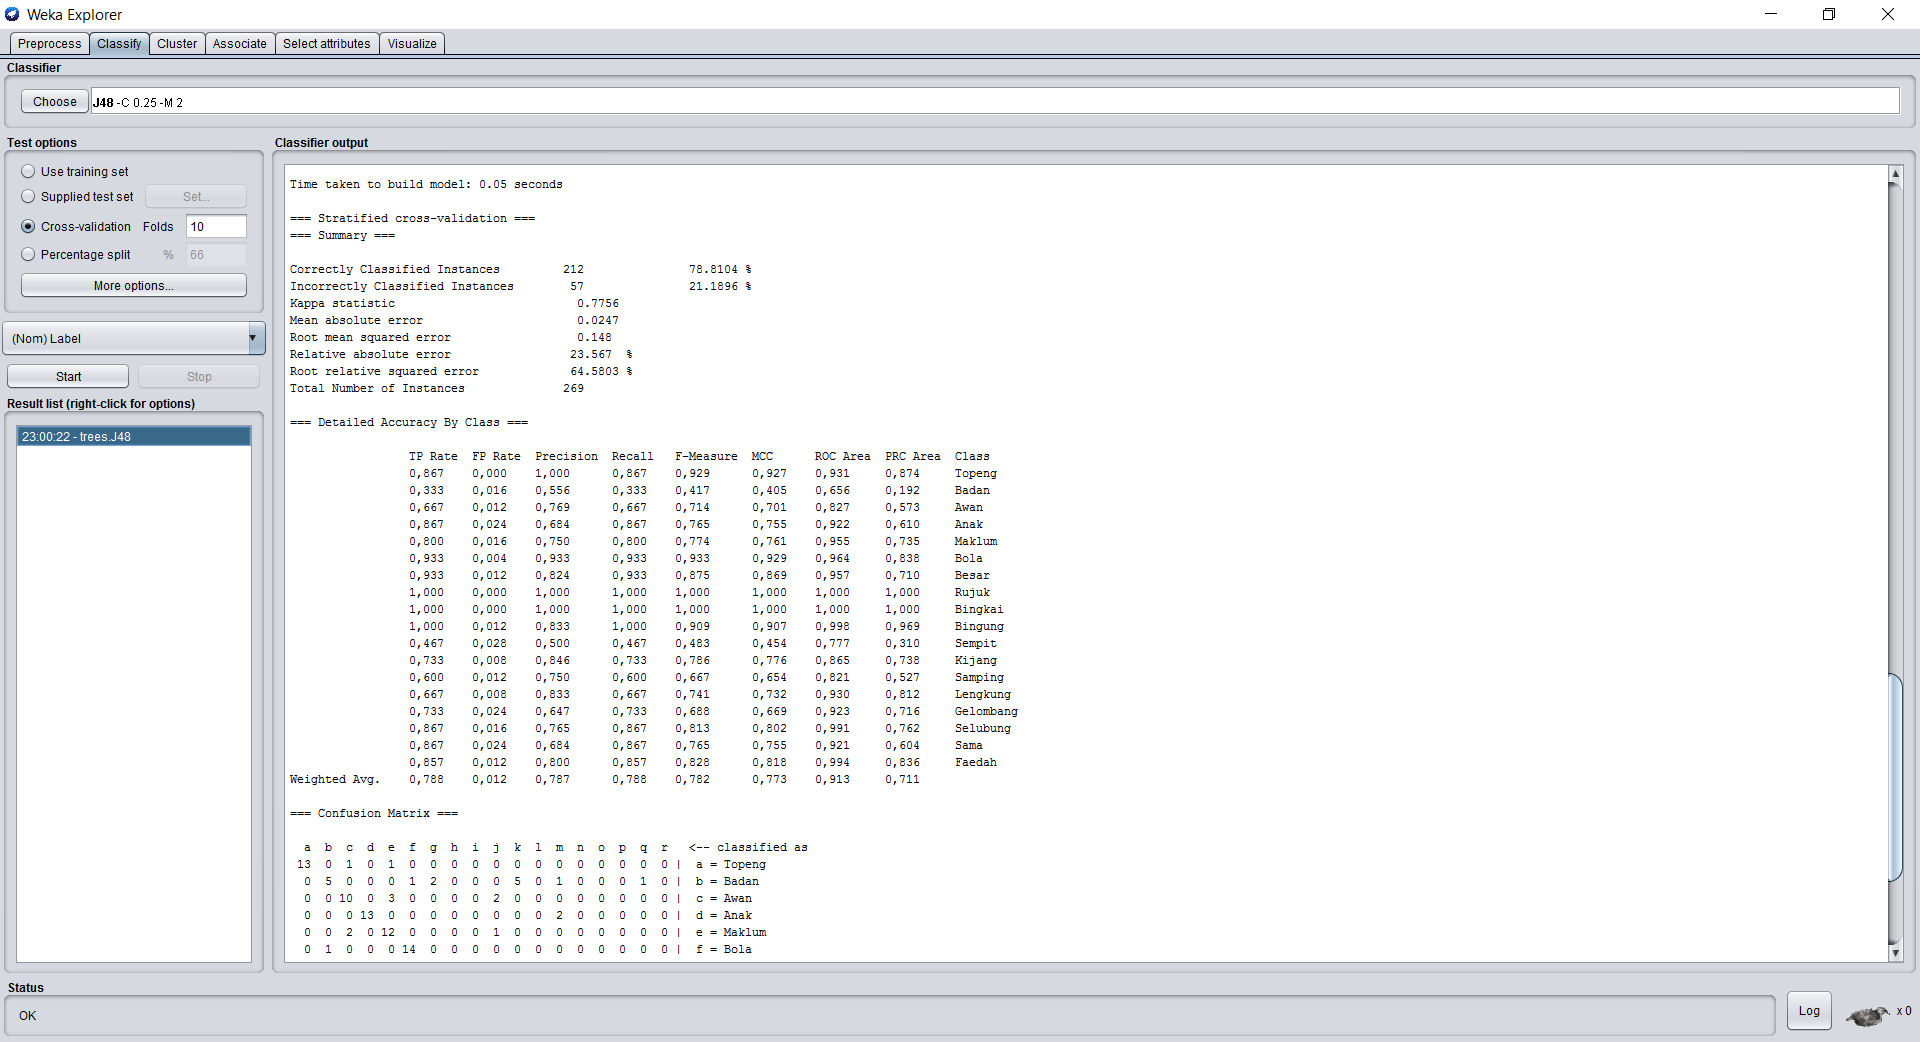 Weka Explorer
Preprocess Classify Cluster Associate Select attributes Visualize
Classifier
Choose J48 -C 0.25 -M 2
Test options
Use training set
Supplied test set Set...
Cross-validation Folds 10
Percentage split % 66
More options...
(Nom) Label
Start Stop
Result list (right-click for options)
23:00:22 - trees.J48
Classifier output
Time taken to build model: 0.05 seconds
=== Stratified cross-validation ===
=== Summary ===
Correctly Classified Instances 212 78.8104 %
Incorrectly Classified Instances 57 21.1896 %
Kappa statistic 0.7756
Mean absolute error 0.0247
Root mean squared error 0.148
Relative absolute error 23.567 %
Root relative squared error 64.5803 %
Total Number of Instances 269
=== Detailed Accuracy By Class ===
TP Rate FP Rate Precision Recall F-Measure MCC ROC Area PRC Area Class
0,867 0,000 1,000 0,867 0,929 0,927 0,931 0,874 Topeng
0,333 0,016 0,556 0,333 0,417 0,405 0,656 0,192 Badan
0,667 0,012 0,769 0,667 0,714 0,701 0,827 0,573 Awan
0,867 0,024 0,684 0,867 0,765 0,755 0,922 0,610 Anak
0,800 0,016 0,750 0,800 0,774 0,761 0,955 0,735 Maklum
0,933 0,004 0,933 0,933 0,933 0,929 0,964 0,838 Bola
0,933 0,012 0,824 0,933 0,875 0,869 0,957 0,710 Besar
1,000 0,000 1,000 1,000 1,000 1,000 1,000 1,000 Rujuk
1,000 0,000 1,000 1,000 1,000 1,000 1,000 1,000 Bingkai
1,000 0,012 0,833 1,000 0,909 0,907 0,998 0,969 Bingung
0,467 0,028 0,500 0,467 0,483 0,454 0,777 0,310 Sempit
0,733 0,008 0,846 0,733 0,786 0,776 0,865 0,738 Kijang
0,600 0,012 0,750 0,600 0,667 0,654 0,821 0,527 Samping
0,667 0,008 0,833 0,667 0,741 0,732 0,930 0,812 Lengkung
0,733 0,024 0,647 0,733 0,688 0,669 0,923 0,716 Gelombang
0,867 0,016 0,765 0,867 0,813 0,802 0,991 0,762 Selubung
0,867 0,024 0,684 0,867 0,765 0,755 0,921 0,604 Sama
0,857 0,012 0,800 0,857 0,828 0,818 0,994 0,836 Faedah
Weighted Avg. 0,788 0,012 0,787 0,788 0,782 0,773 0,913 0,711
=== Confusion Matrix ===
a b c d e f g h i j k l m n o p q r <-- classified as
13 0 1 0 1 0 0 0 0 0 0 0 0 0 0 0 0 0 | a = Topeng
0 5 0 0 0 1 2 0 0 0 5 0 1 0 0 0 1 0 | b = Badan
0 0 10 0 3 0 0 0 0 2 0 0 0 0 0 0 0 0 | c = Awan
0 0 0 13 0 0 0 0 0 0 0 0 2 0 0 0 0 0 | d = Anak
0 0 2 0 12 0 0 0 0 1 0 0 0 0 0 0 0 0 | e = Maklum
0 1 0 0 0 14 0 0 0 0 0 0 0 0 0 0 0 0 | f = Bola
Status
OK
Log
x 0